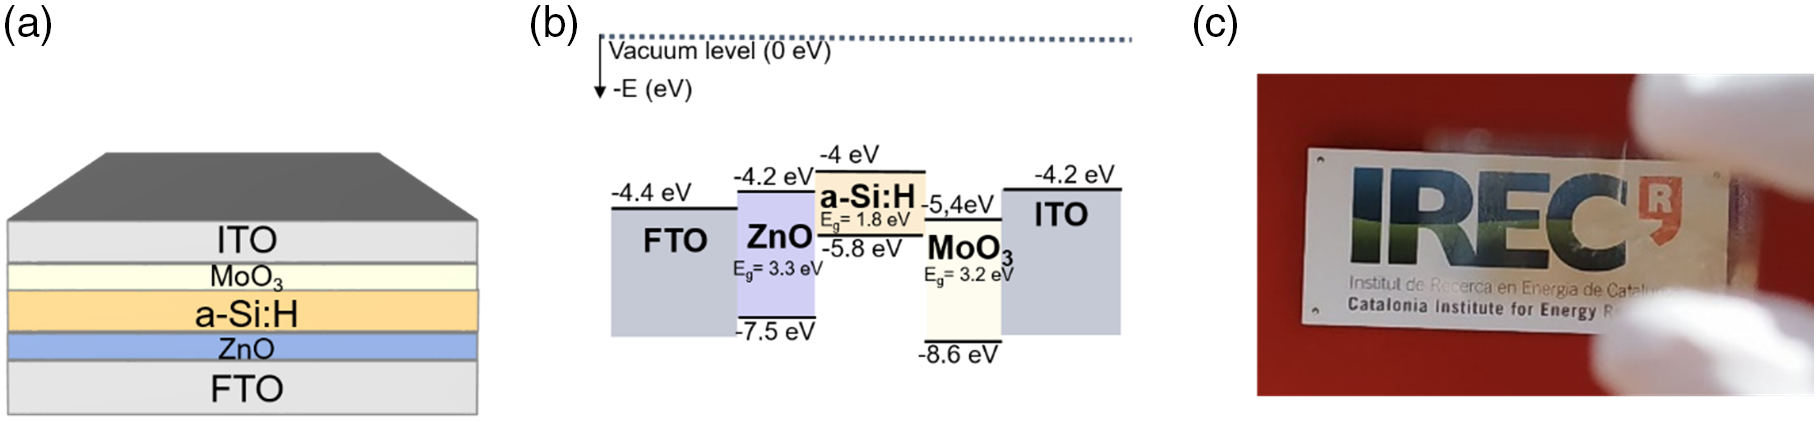 (a)
ITO
MoO3
a-Si:H
ZnO
FTO
(b)
Vacuum level (0 eV)
-E (eV)
-4.4 eV
FTO
-4.2 eV
ZnO
Eg= 3.3 eV
-7.5 eV
-4 eV
a-Si:H
Eg= 1.8 eV
-5.8 eV
-5,4eV
MoO3
Eg= 3.2 eV
-8.6 eV
-4.2 eV
ITO
(c)
IREC R
Institut de Recerca en Energia de
Catalonia Institute for Energy R